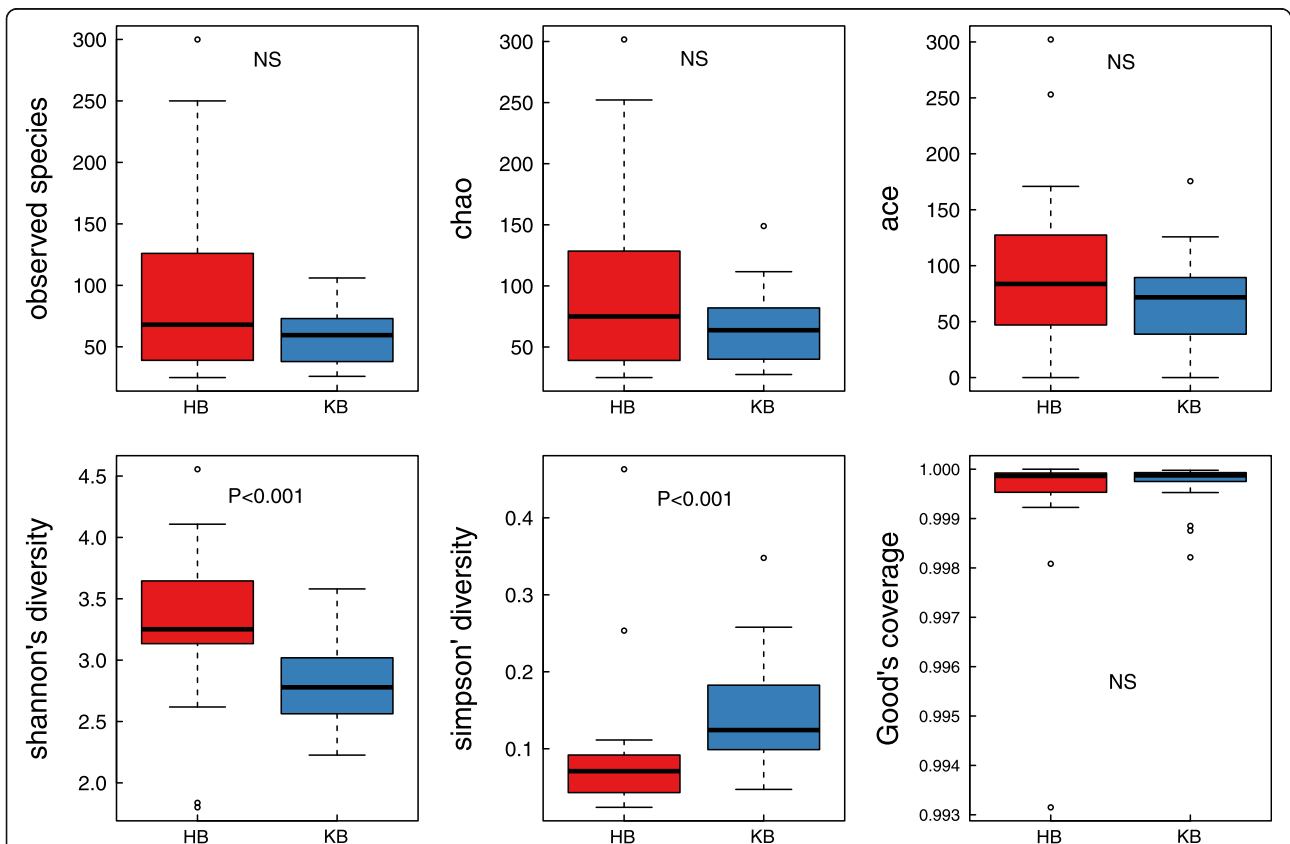 observed species
300
250
200
150
100
50
NS
HB
KB
chao
300
250
200
150
100
50
NS
HB
KB
ace
300
250
200
150
100
50
0
NS
HB
KB
shannon's diversity
4.5
4.0
3.5
3.0
2.5
2.0
P<0.001
HB
KB
simpson' diversity
0.4
0.3
0.2
0.1
P<0.001
HB
KB
Good's coverage
1.000
0.999
0.998
0.997
0.996
0.995
0.994
0.993
NS
HB
KB